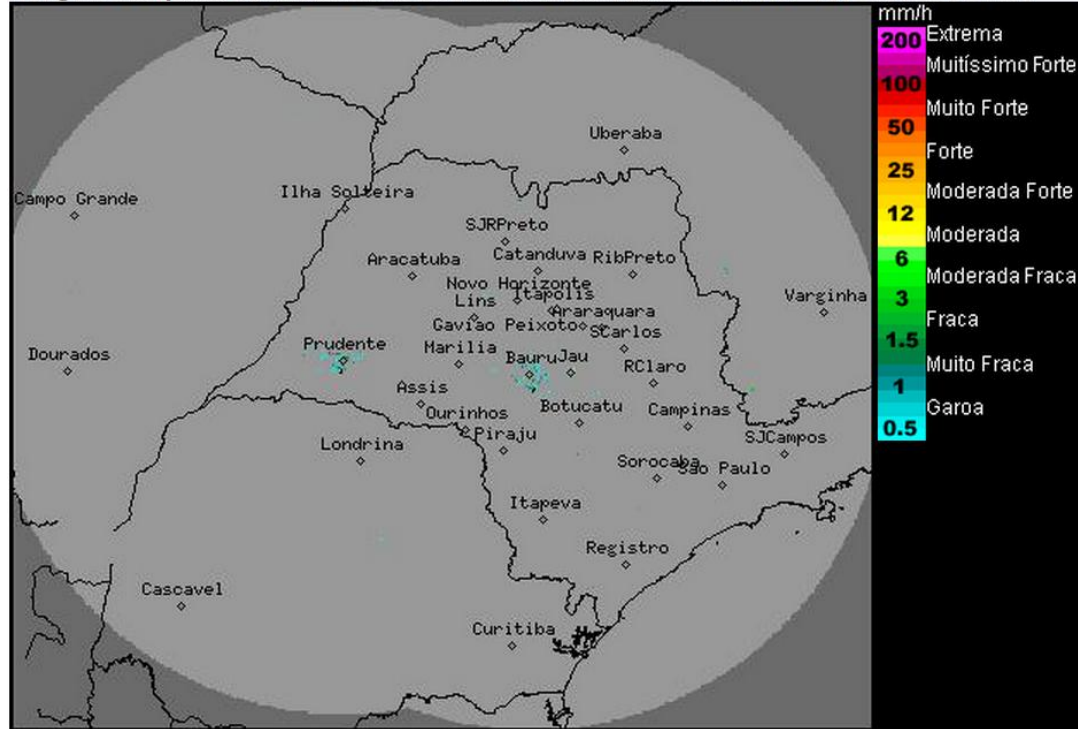 mm/h
200 Extrema
Muitíssimo Forte
100
Muito Forte
50
Forte
25
Moderada Forte
12
Moderada
6
Moderada Fraca
3
Fraca
1.5
Muito Fraca
1
Garoa
0.5
Uberaba
Campo Grande
Ilha Solteira
SJRPreto
Catanduva
RibPreto
Aracatuba
Novo Horizonte
Itapolis
Lins
Araraquara
Varginha
Gaviao Peixoto
SCarlos
Prudente
Marilia
Bauru
Jau
Dourados
RClaro
Assis
Botucatu
Campinas
Ourinhos
Piraju
Londrina
SJCampos
Sorocaba
Sao Paulo
Itapeva
Registro
Cascavel
Curitiba